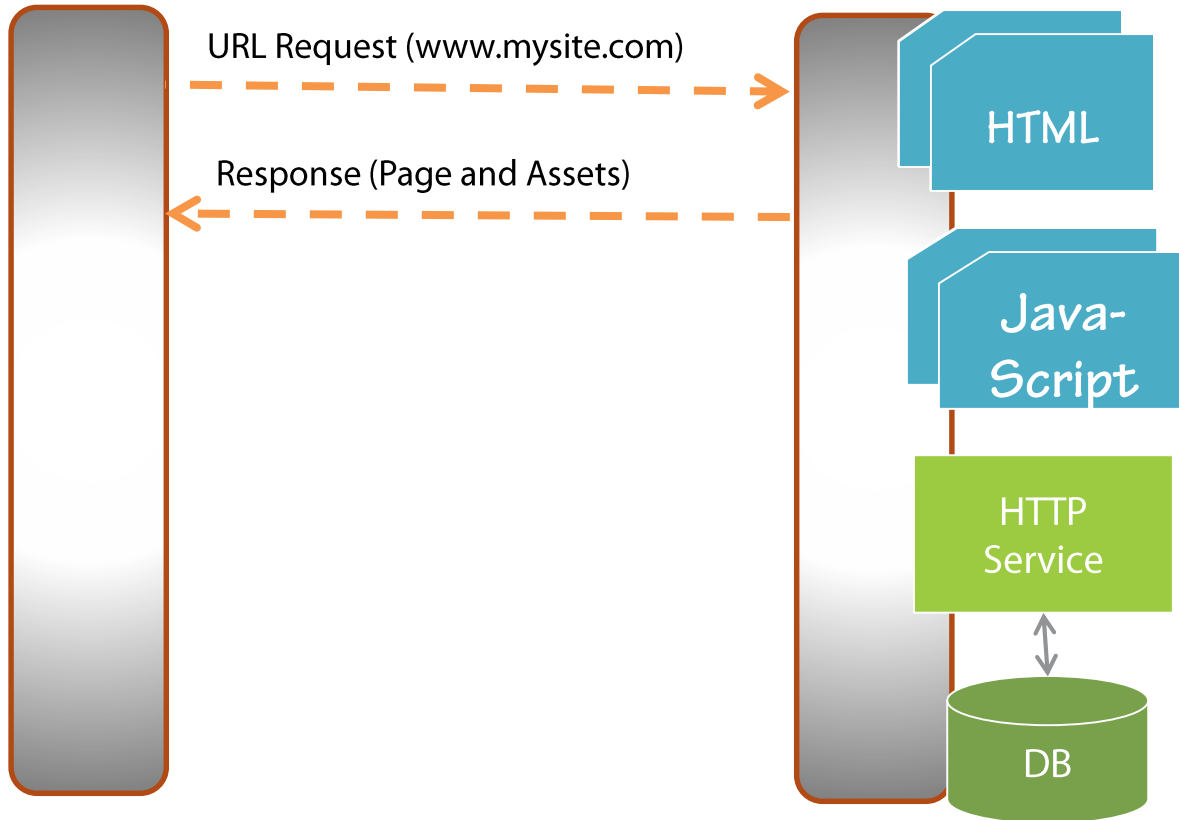 URL Request (www.mysite.com)
Response (Page and Assets)
HTML
Java-
Script
HTTP
Service
DB